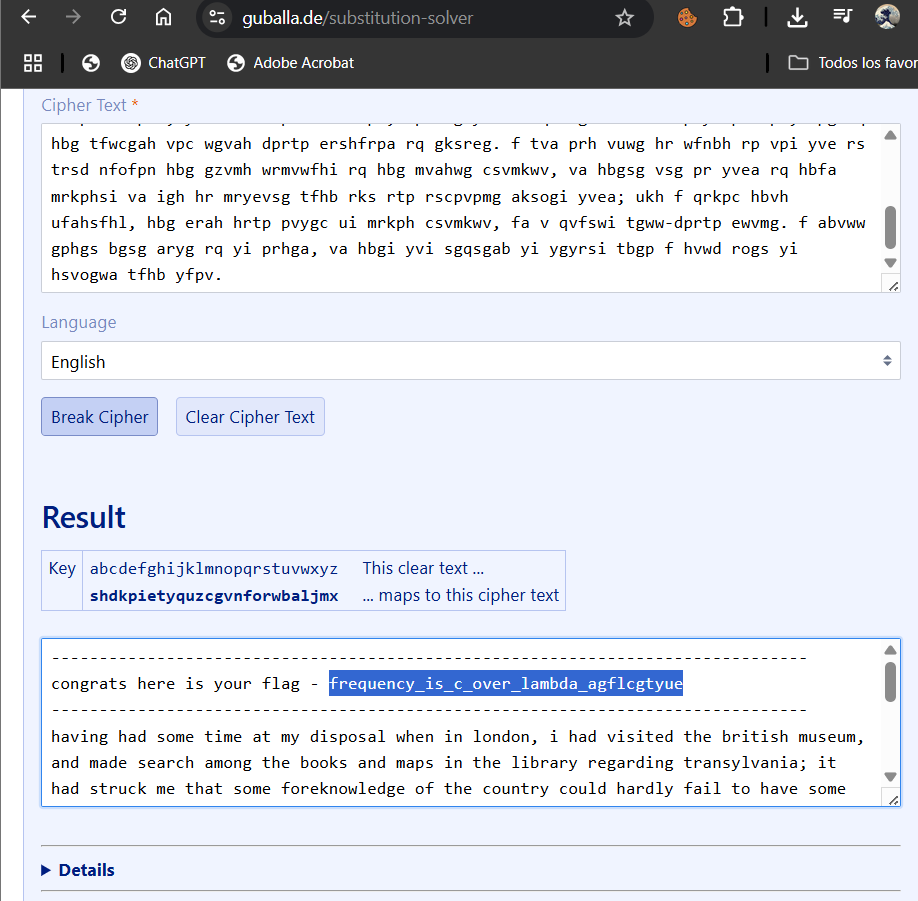 guballa.de/substitution-solver
ChatGPT
Adobe Acrobat
Todos los favor
Cipher Text *
hbg tfwcgah vpc wgvah dprtp ershfrpa rq gksreg. f tva prh vuwg hr wfnbh rp vpi yve rs
trsd nfofpn hbg gzvmh wrmvwfhi rq hbg mvahwg csvmkwv, va hbgsg vsg pr yvea rq hbfa
mrkphsi va igh hr mryevsg tfhb rks rtp rscpvpmg aksogi yvea; ukh f qrkpc hbvh
ufahsfhl, hbg erah hrtp pvygc ui mrkph csvmkwv, fa v qvfswi tgww-dprtp ewvmg. f abvww
gphgs bgsg aryg rq yi prhga, va hbgi yvi sgqsgab yi ygyrsi tbgp f hvwd rogs yi
hsvogwa tfhb yfpv.
Language
English
Break Cipher
Clear Cipher Text
Result
Key
abcdefghijklmnopqrstuvwxyz
This clear text ...
shdkpietyquzcgvnforwbaljmx
... maps to this cipher text
-------------------------------------------------------------------------------
congrats here is your flag - frequency_is_c_over_lambda_agflcgtyue
-------------------------------------------------------------------------------
having had some time at my disposal when in london, i had visited the british museum,
and made search among the books and maps in the library regarding transylvania; it
had struck me that some foreknowledge of the country could hardly fail to have some
Details